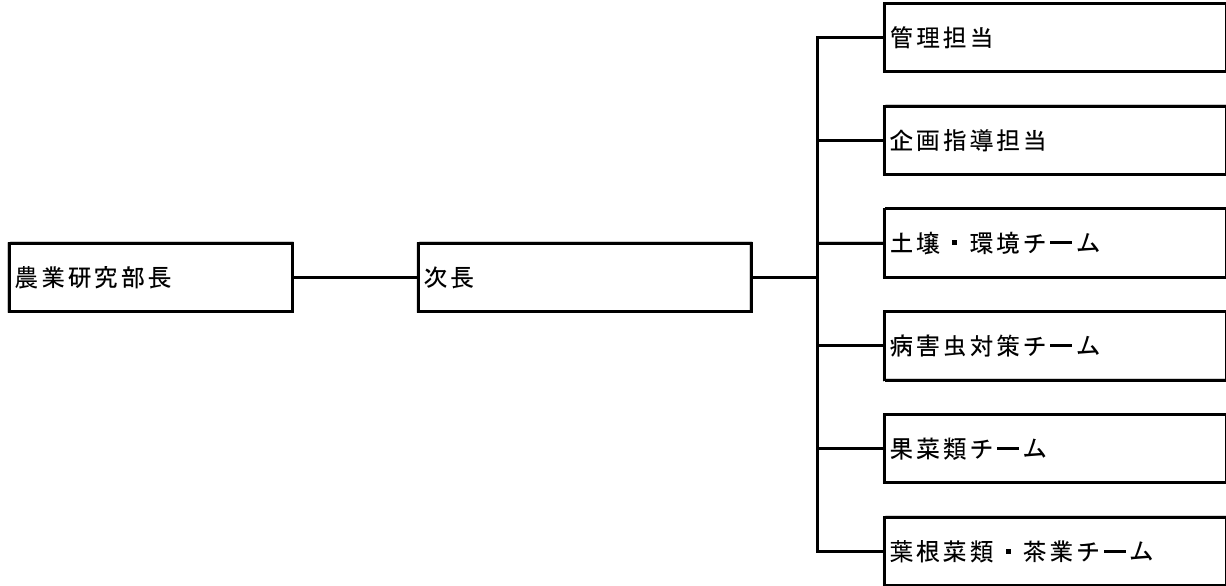 管理担当
企画指導担当
土壌・環境チーム
農業研究部長
次長
病害虫対策チーム
果菜類チーム
葉根菜類・茶業チーム